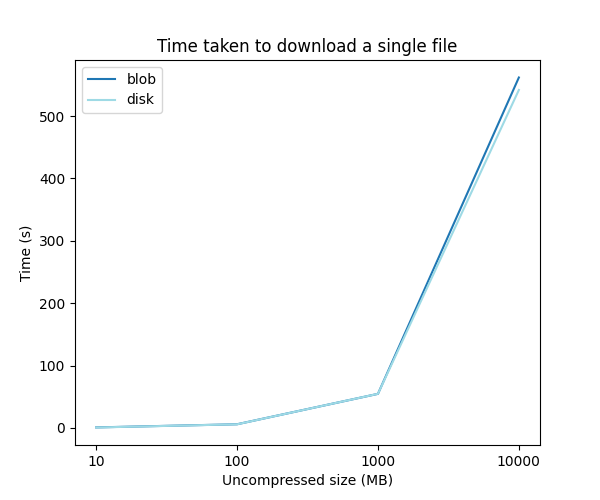 Time taken to download a single file
blob
disk
500
400
300
200
100
0
Time (s)
10 100 1000 10000
Uncompressed size (MB)